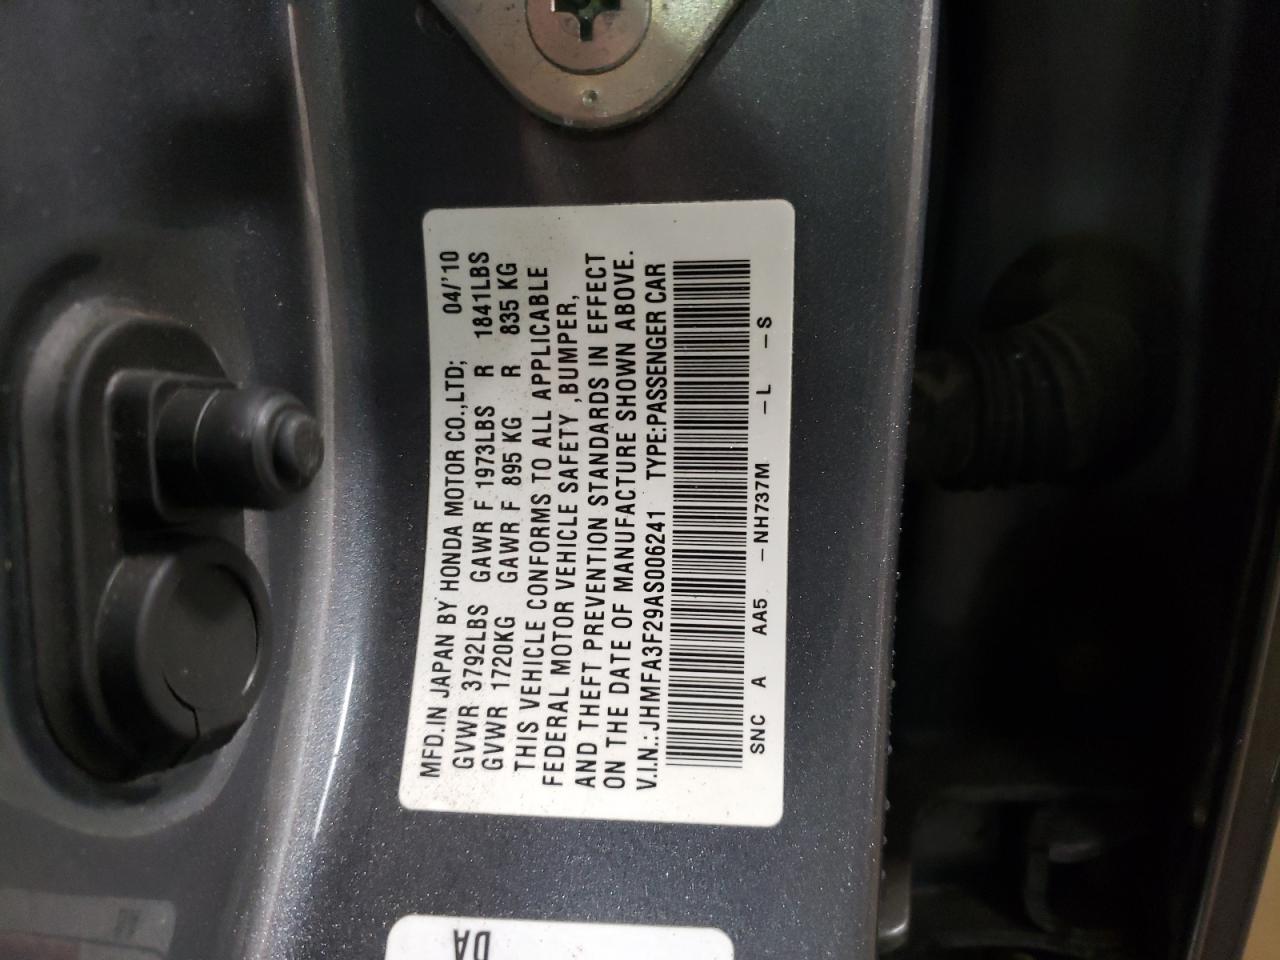 MFD.IN JAPAN BY HONDA MOTOR CO.,LTD; 04/'10
GVWR 3792LBS GAWR F 1973LBS R 1841LBS
GVWR 1720KG GAWR F 895 KG R 835 KG
THIS VEHICLE CONFORMS TO ALL APPLICABLE
FEDERAL MOTOR VEHICLE SAFETY ,BUMPER,
AND THEFT PREVENTION STANDARDS IN EFFECT
ON THE DATE OF MANUFACTURE SHOWN ABOVE.
V.I.N.: JHMFA3F29AS006241 TYPE:PASSENGER CAR
SNC A AA5 -NH737M -L -S